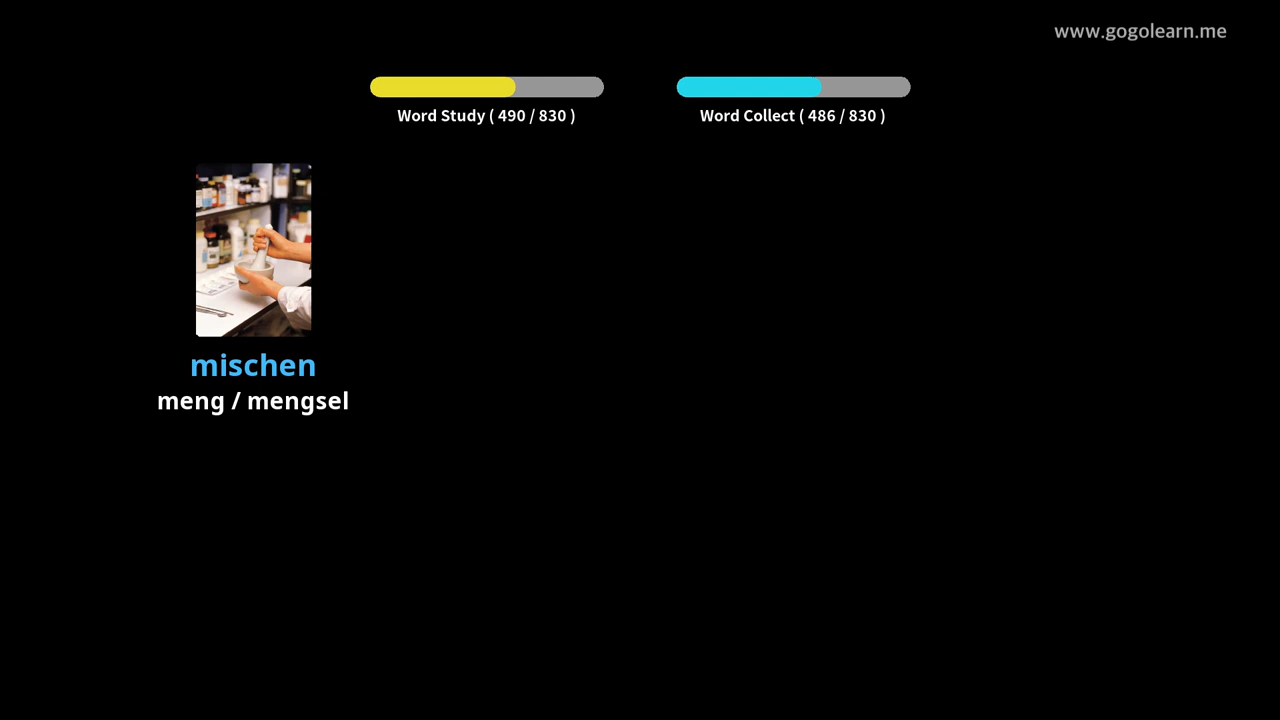 www.gogolearn.me
Word Study ( 490 / 830 )
Word Collect ( 486 / 830 )
mischen
meng / mengsel